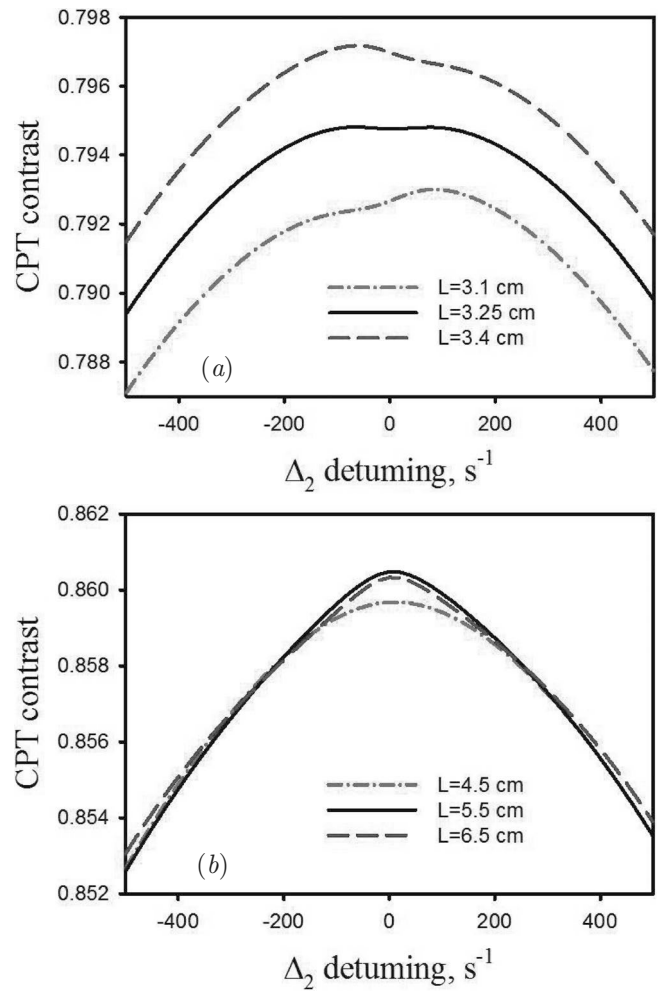 0.798
0.796
0.794
0.792
0.790
0.788
CPT contrast
L=3.1 cm
L=3.25 cm
L=3.4 cm
(a)
-400 -200 0 200 400
Δ2 detuming, s-1
0.862
0.860
0.858
0.856
0.854
0.852
CPT contrast
L=4.5 cm
L=5.5 cm
L=6.5 cm
(b)
-400 -200 0 200 400
Δ2 detuming, s-1